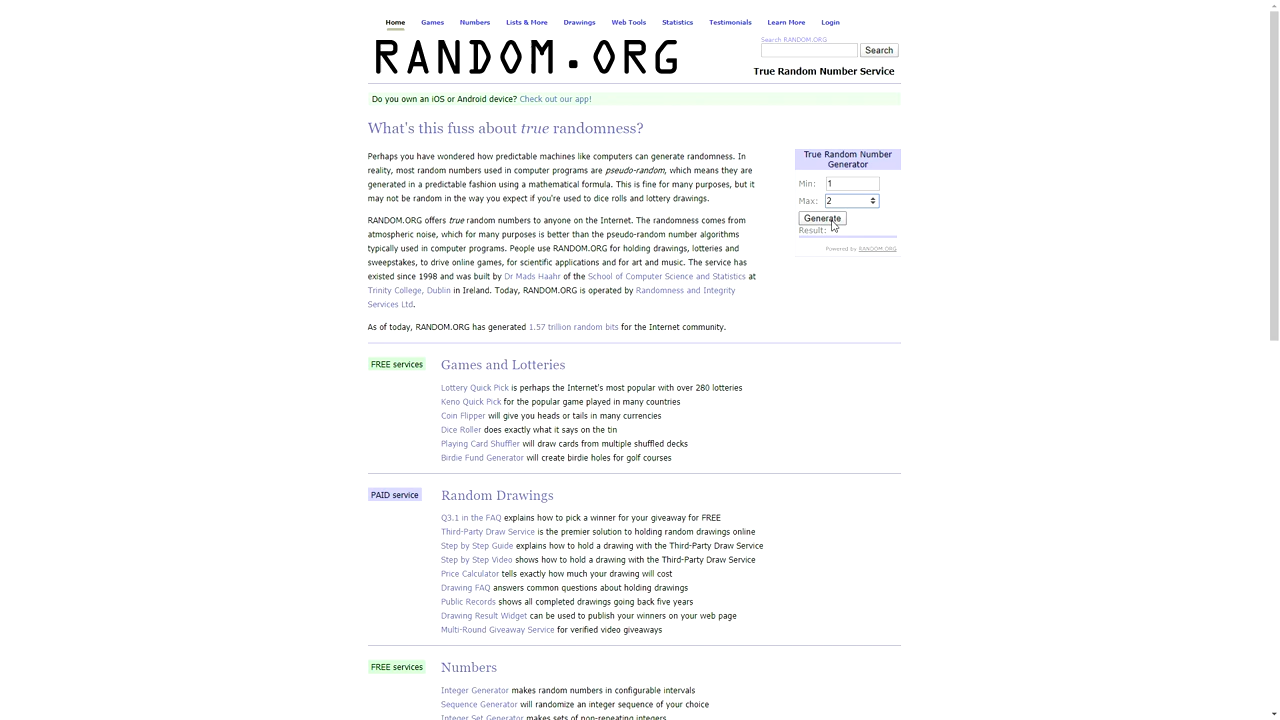 Home Games Numbers Lists & More Drawings Web Tools Statistics Testimonials Learn More Login
RANDOM.ORG
Search RANDOM.ORG
Search
True Random Number Service
Do you own an iOS or Android device? Check out our app!
What's this fuss about true randomness?
Perhaps you have wondered how predictable machines like computers can generate randomness. In
reality, most random numbers used in computer programs are pseudo-random, which means they are
generated in a predictable fashion using a mathematical formula. This is fine for many purposes, but it
may not be random in the way you expect if you're used to dice rolls and lottery drawings.
RANDOM.ORG offers true random numbers to anyone on the Internet. The randomness comes from
atmospheric noise, which for many purposes is better than the pseudo-random number algorithms
typically used in computer programs. People use RANDOM.ORG for holding drawings, lotteries and
sweepstakes, to drive online games, for scientific applications and for art and music. The service has
existed since 1998 and was built by Dr Mads Haahr of the School of Computer Science and Statistics at
Trinity College, Dublin in Ireland. Today, RANDOM.ORG is operated by Randomness and Integrity
Services Ltd.
As of today, RANDOM.ORG has generated 1.57 trillion random bits for the Internet community.
True Random Number
Generator
Min: 1
Max: 2
Generate
Result:
Powered by RANDOM.ORG
FREE services
Games and Lotteries
Lottery Quick Pick is perhaps the Internet's most popular with over 280 lotteries
Keno Quick Pick for the popular game played in many countries
Coin Flipper will give you heads or tails in many currencies
Dice Roller does exactly what it says on the tin
Playing Card Shuffler will draw cards from multiple shuffled decks
Birdie Fund Generator will create birdie holes for golf courses
PAID service
Random Drawings
Q3.1 in the FAQ explains how to pick a winner for your giveaway for FREE
Third-Party Draw Service is the premier solution to holding random drawings online
Step by Step Guide explains how to hold a drawing with the Third-Party Draw Service
Step by Step Video shows how to hold a drawing with the Third-Party Draw Service
Price Calculator tells exactly how much your drawing will cost
Drawing FAQ answers common questions about holding drawings
Public Records shows all completed drawings going back five years
Drawing Result Widget can be used to publish your winners on your web page
Multi-Round Giveaway Service for verified video giveaways
FREE services
Numbers
Integer Generator makes random numbers in configurable intervals
Sequence Generator will randomize an integer sequence of your choice
Integer Set Generator makes sets of non-repeating integers